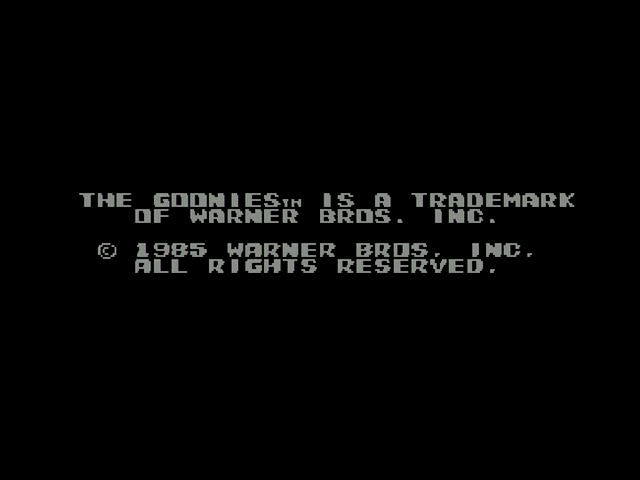 THE GOONIES™ IS A TRADEMARK
OF WARNER BROS. INC.
© 1985 WARNER BROS. INC.
ALL RIGHTS RESERVED.